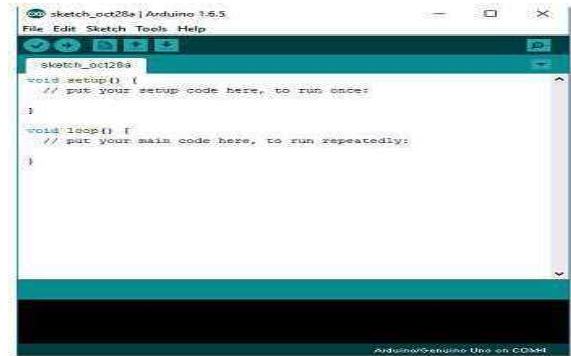 sketch_oct28a | Arduino 1.6.5
File Edit Sketch Tools Help
sketch_oct28a
void setup() {
// put your setup code here, to run once:
}
void loop() {
// put your main code here, to run repeatedly:
}
Arduino/Genuino Uno on COM4